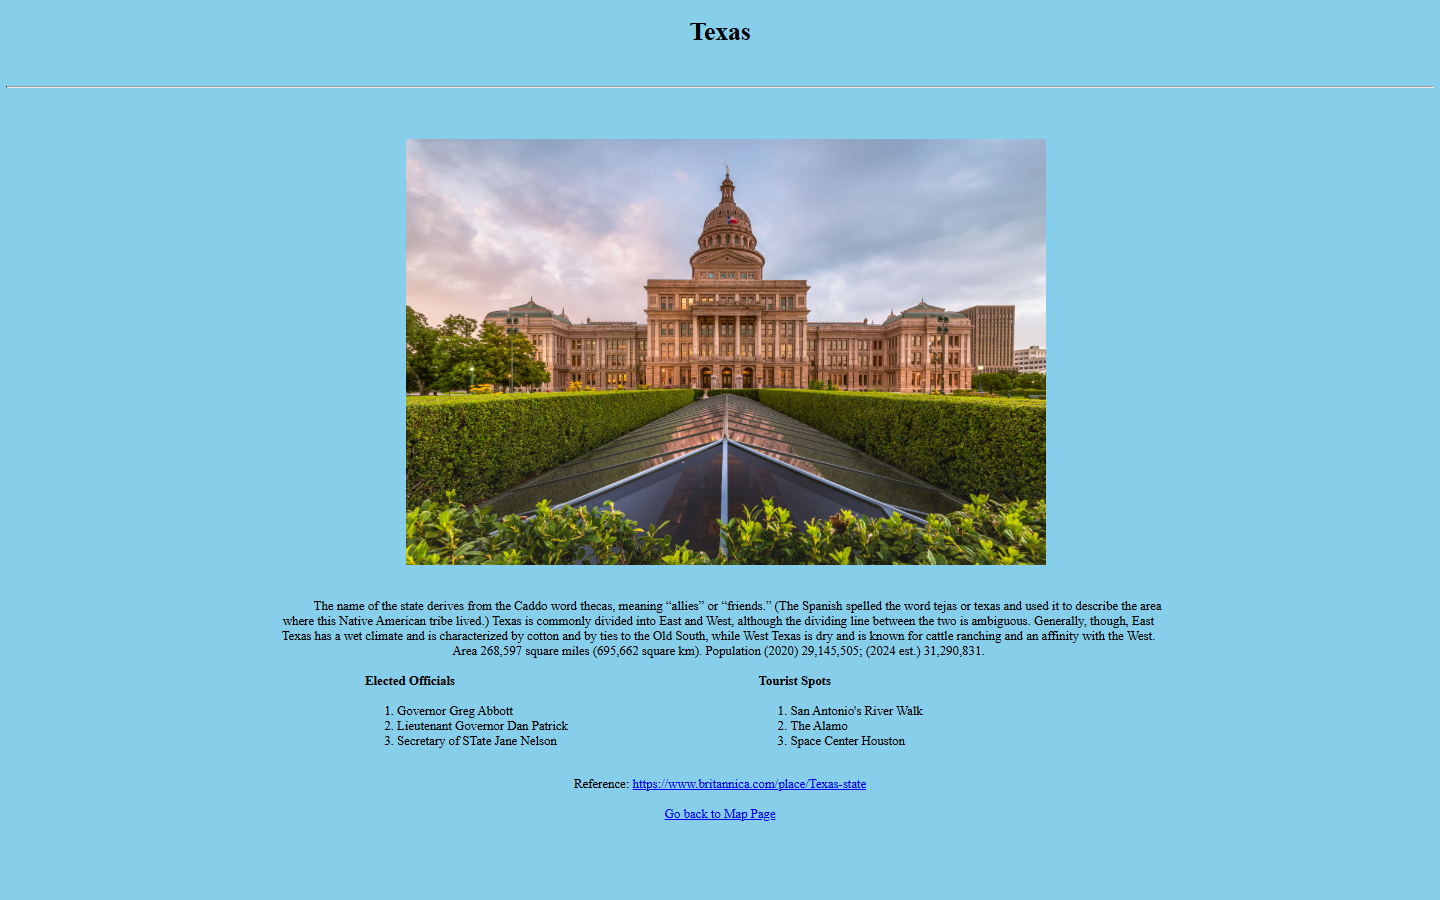 Texas
The name of the state derives from the Caddo word thecas, meaning “allies” or “friends.” (The Spanish spelled the word tejas or texas and used it to describe the area
where this Native American tribe lived.) Texas is commonly divided into East and West, although the dividing line between the two is ambiguous. Generally, though, East
Texas has a wet climate and is characterized by cotton and by ties to the Old South, while West Texas is dry and is known for cattle ranching and an affinity with the West.
Area 268,597 square miles (695,662 square km). Population (2020) 29,145,505; (2024 est.) 31,290,831.
Elected Officials
1. Governor Greg Abbott
2. Lieutenant Governor Dan Patrick
3. Secretary of STate Jane Nelson
Tourist Spots
1. San Antonio's River Walk
2. The Alamo
3. Space Center Houston
Reference: https://www.britannica.com/place/Texas-state
Go back to Map Page